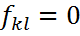 f_{kl} = 0